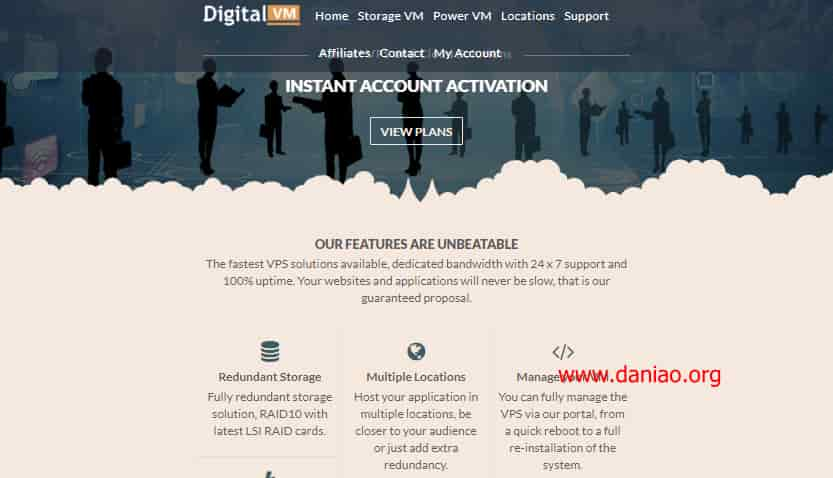 DigitalVM Home Storage VM Power VM Locations Support
Affiliates Contact My Account
INSTANT ACCOUNT ACTIVATION
VIEW PLANS
OUR FEATURES ARE UNBEATABLE
The fastest VPS solutions available, dedicated bandwidth with 24 x 7 support and
100% uptime. Your websites and applications will never be slow, that is our
guaranteed proposal.
Redundant Storage
Fully redundant storage
solution, RAID10 with
latest LSI RAID cards.
Multiple Locations
Host your application in
multiple locations, be
closer to your audience
or just add extra
redundancy.
www.daniao.org
You can fully manage the
VPS via our portal, from
a quick reboot to a full
re-installation of the
system.